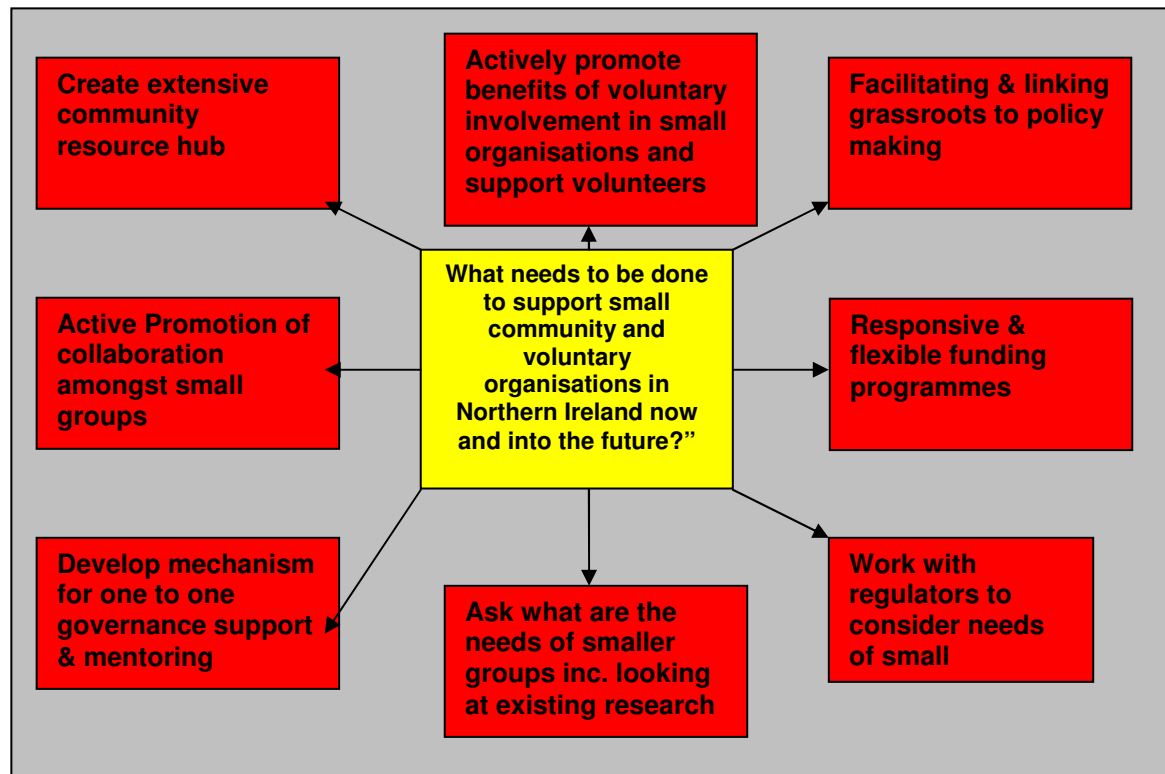 Create extensive
community
resource hub
Actively promote
benefits of voluntary
involvement in small
organisations and
support volunteers
Facilitating & linking
grassroots to policy
making
Active Promotion of
collaboration
amongst small
groups
What needs to be done
to support small
community and
voluntary
organisations in
Northern Ireland now
and into the future?”
Responsive &
flexible funding
programmes
Develop mechanism
for one to one
governance support
& mentoring
Ask what are the
needs of smaller
groups inc. looking
at existing research
Work with
regulators to
consider needs
of small